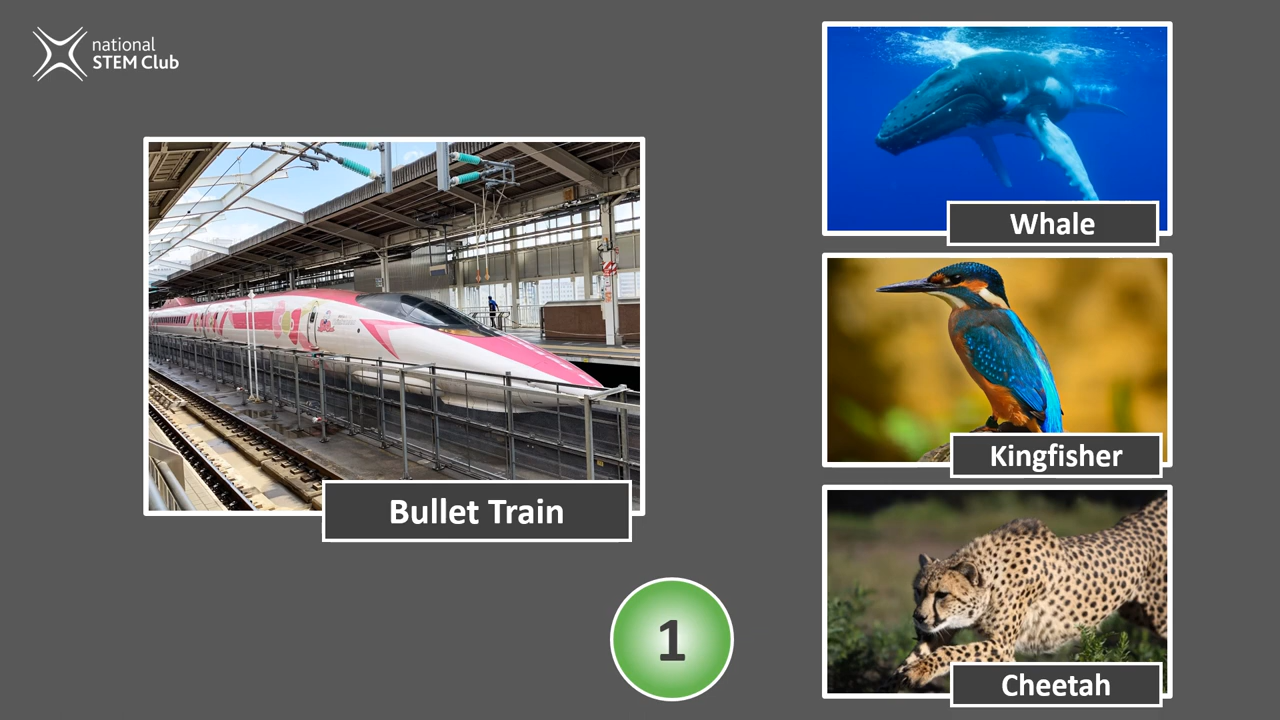 national
STEM Club
Bullet Train
1
Whale
Kingfisher
Cheetah